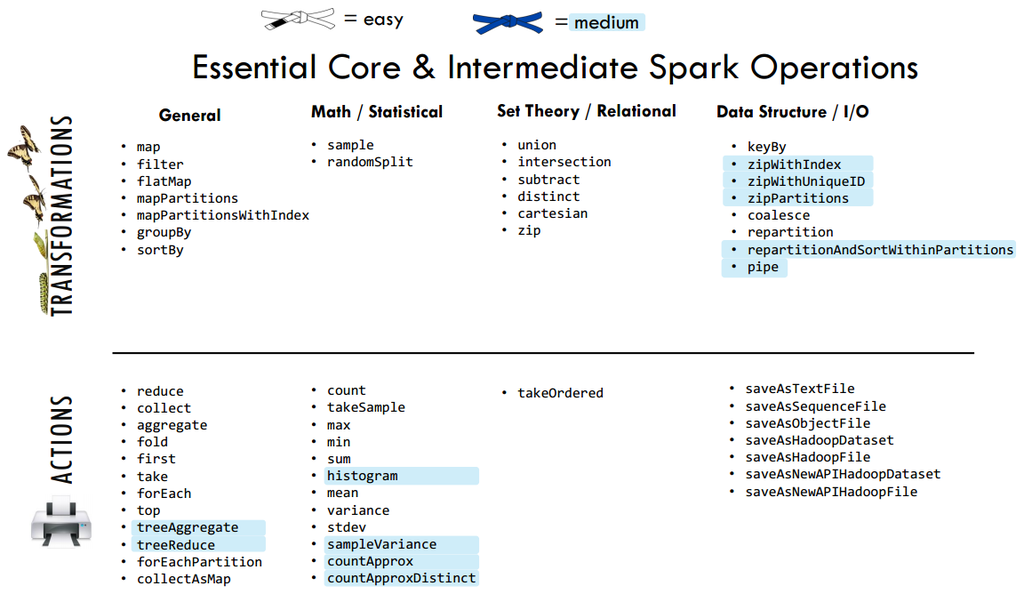 = easy
= medium
Essential Core & Intermediate Spark Operations
TRANSFORMATIONS
General
• map
• filter
• flatMap
• mapPartitions
• mapPartitionsWithIndex
• groupBy
• sortBy
Math / Statistical
• sample
• randomSplit
Set Theory / Relational
• union
• intersection
• subtract
• distinct
• cartesian
• zip
Data Structure / I/O
• keyBy
• zipWithIndex
• zipWithUniqueID
• zipPartitions
• coalesce
• repartition
• repartitionAndSortWithinPartitions
• pipe
ACTIONS
• reduce
• collect
• aggregate
• fold
• first
• take
• forEach
• top
• treeAggregate
• treeReduce
• forEachPartition
• collectAsMap
• count
• takeSample
• max
• min
• sum
• histogram
• mean
• variance
• stdev
• sampleVariance
• countApprox
• countApproxDistinct
• takeOrdered
• saveAsTextFile
• saveAsSequenceFile
• saveAsObjectFile
• saveAsHadoopDataset
• saveAsHadoopFile
• saveAsNewAPIHadoopDataset
• saveAsNewAPIHadoopFile